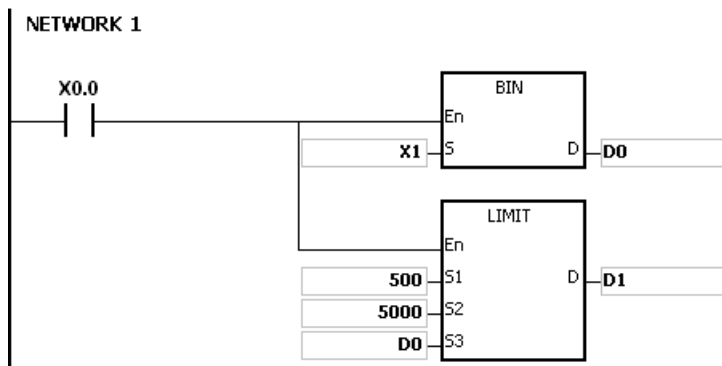 NETWORK 1
X0.0
BIN
En
X1 S D D0
LIMIT
En
500 S1 D D1
5000 S2
D0 S3